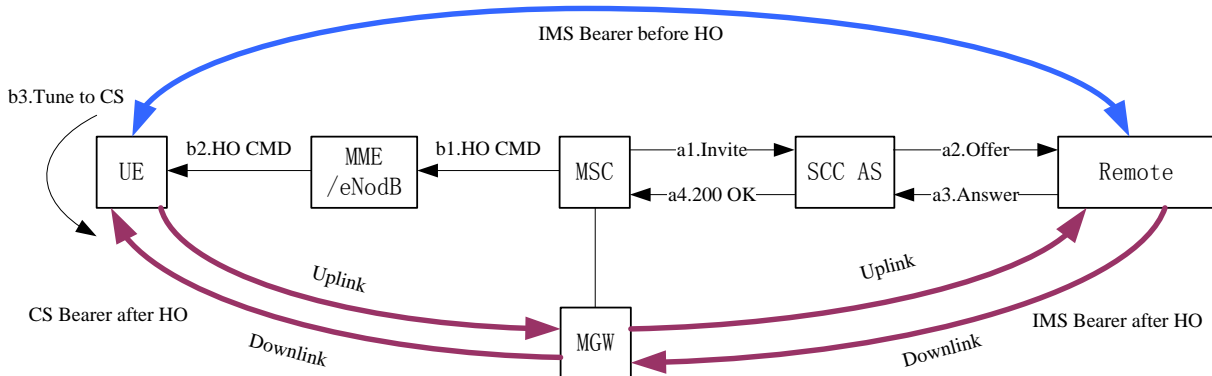 IMS Bearer before HO
b3.Tune to CS
UE
b2.HO CMD
MME
/eNodB
b1.HO CMD
MSC
a1.Invite
a4.200 OK
SCC AS
a2.Offer
a3.Answer
Remote
Uplink
Uplink
CS Bearer after HO
Downlink
MGW
Downlink
IMS Bearer after HO